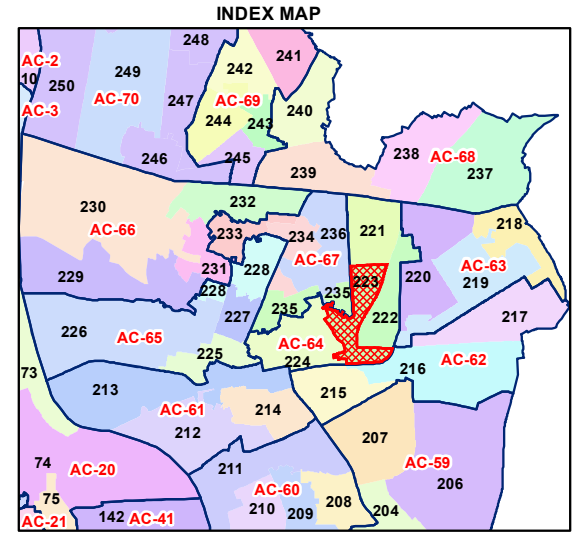 INDEX MAP
248
241
AC-2
242
249
10
250
AC-70
247
AC-69
240
AC-3
244
243
246
245
238
AC-68
239
237
230
232
AC-66
233
234
236
221
218
AC-67
AC-63
229
231
228
223
220
219
228
235
235
217
227
222
226
AC-65
AC-64
225
224
216
AC-62
73
213
AC-61
214
215
212
207
74
AC-20
211
AC-59
75
AC-60
206
142
AC-41
210
209
208
204
AC-21